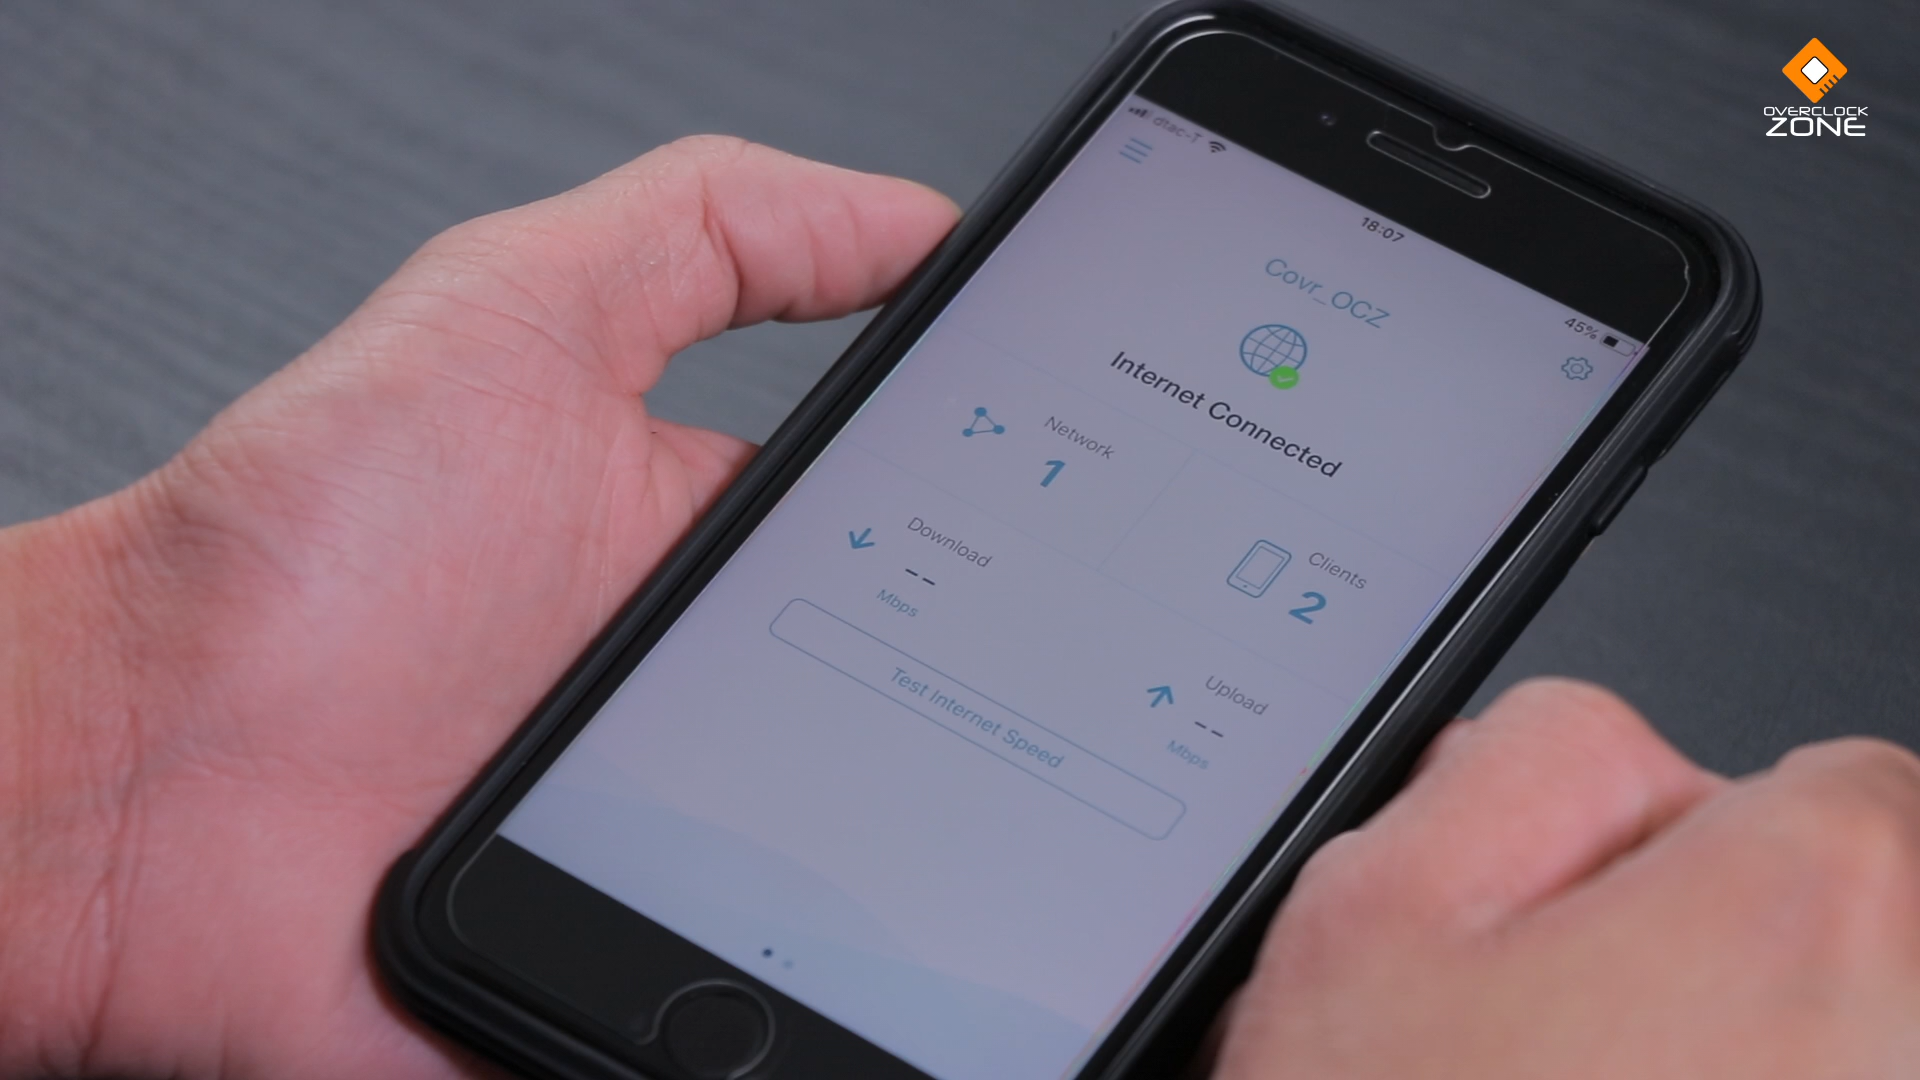 OVERCLOCK
ZONE
dtac-T
18:07
45%
Covr_OCZ
Internet Connected
Network
1
Clients
2
Download
--
Mbps
Upload
--
Mbps
Test Internet Speed